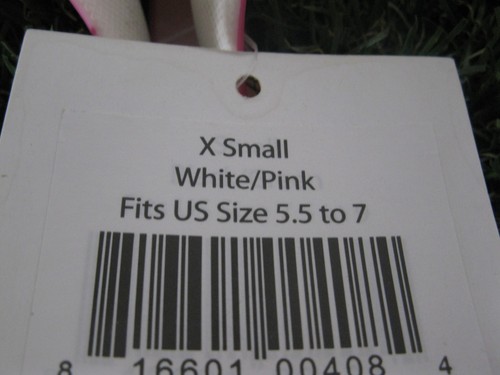 X Small
White/Pink
Fits US Size 5.5 to 7
8 16601 00408 4